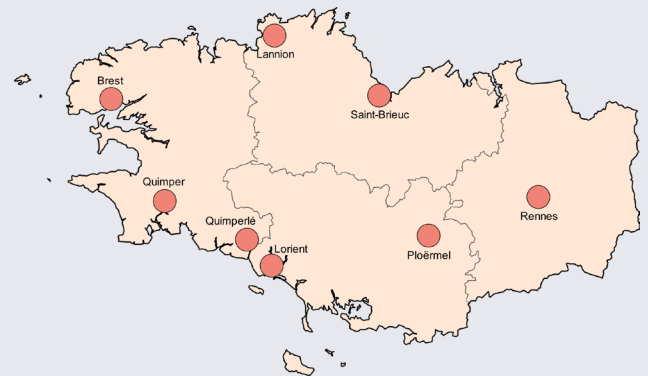 Lannion
Brest
Saint-Brieuc
Quimper
Rennes
Quimperlé
Lorient
Ploërmel